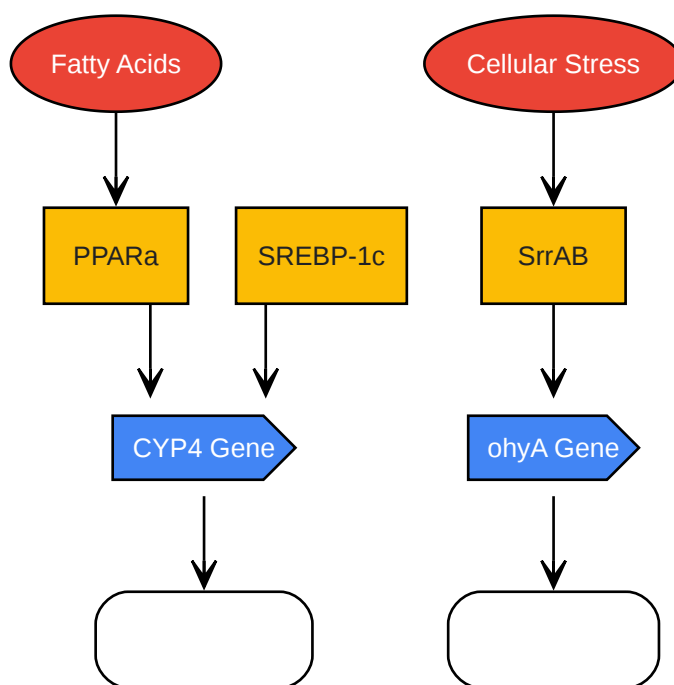 Fatty Acids
Cellular Stress
PPARa
SREBP-1c
SrrAB
CYP4 Gene
ohyA Gene